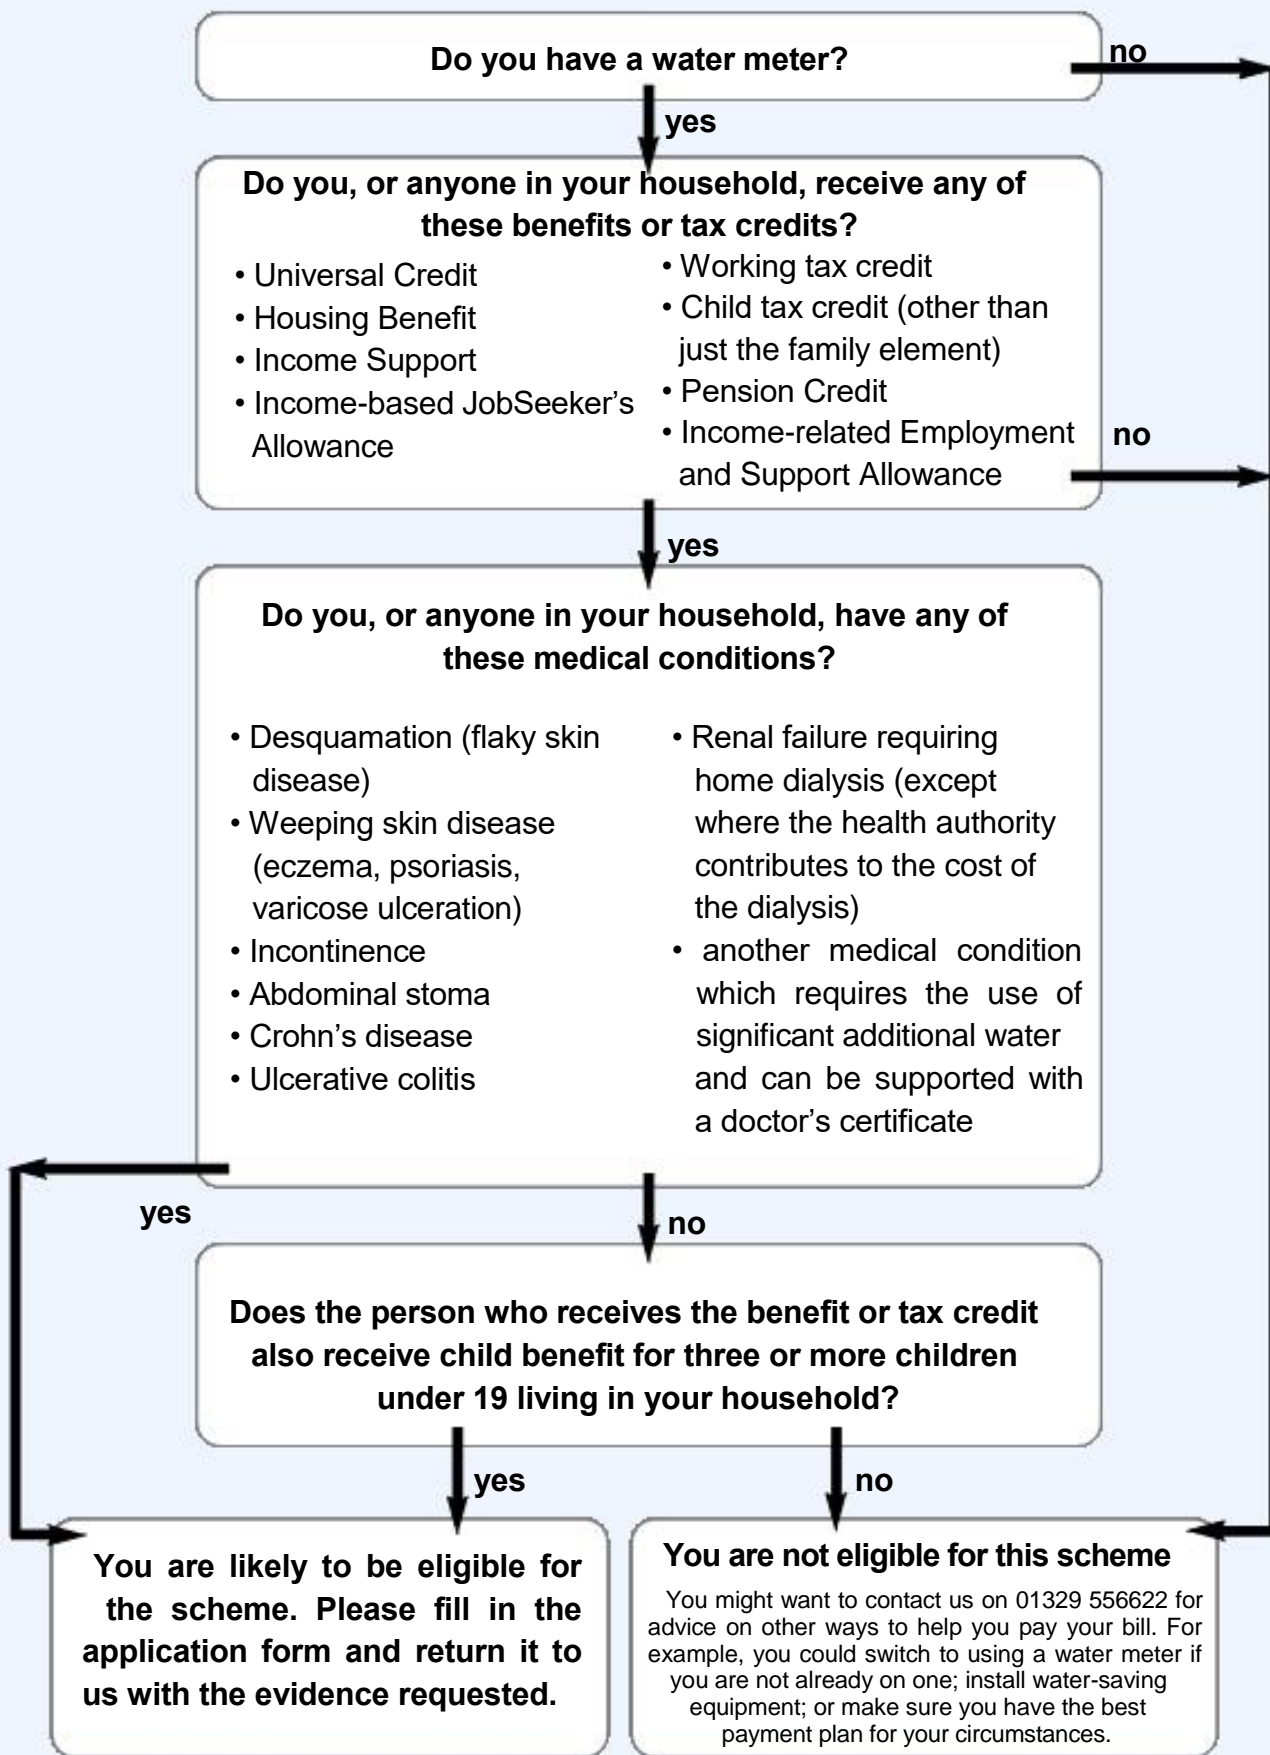 Do you have a water meter?
no
yes
Do you, or anyone in your household, receive any of
these benefits or tax credits?
• Universal Credit
• Housing Benefit
• Income Support
• Income-based JobSeeker’s
Allowance
• Working tax credit
• Child tax credit (other than
just the family element)
• Pension Credit
• Income-related Employment
and Support Allowance
no
yes
Do you, or anyone in your household, have any of
these medical conditions?
• Desquamation (flaky skin
disease)
• Weeping skin disease
(eczema, psoriasis,
varicose ulceration)
• Incontinence
• Abdominal stoma
• Crohn’s disease
• Ulcerative colitis
• Renal failure requiring
home dialysis (except
where the health authority
contributes to the cost of
the dialysis)
• another medical condition
which requires the use of
significant additional water
and can be supported with
a doctor’s certificate
yes
no
Does the person who receives the benefit or tax credit
also receive child benefit for three or more children
under 19 living in your household?
yes
no
You are likely to be eligible for
the scheme. Please fill in the
application form and return it to
us with the evidence requested.
You are not eligible for this scheme
You might want to contact us on 01329 556622 for
advice on other ways to help you pay your bill. For
example, you could switch to using a water meter if
you are not already on one; install water-saving
equipment; or make sure you have the best
payment plan for your circumstances.